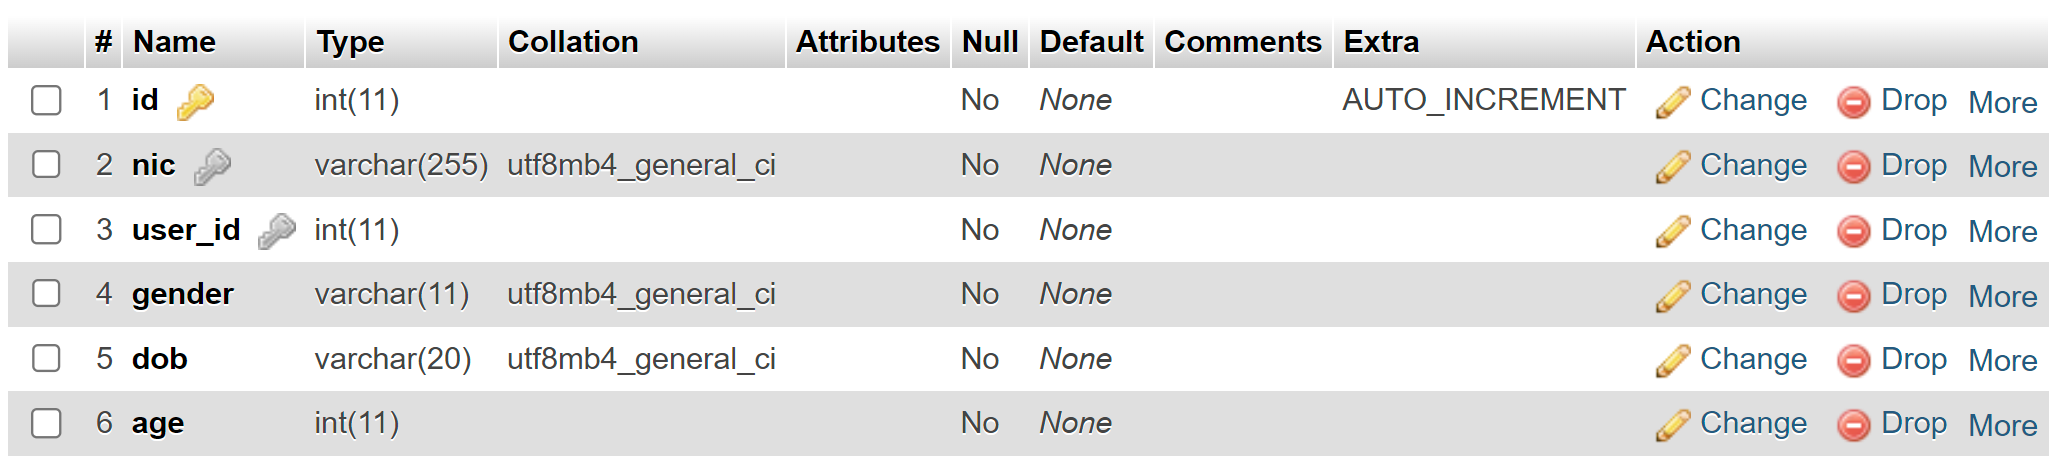 # Name Type Collation Attributes Null Default Comments Extra Action
1 id int(11) No None AUTO_INCREMENT Change Drop More
2 nic varchar(255) utf8mb4_general_ci No None Change Drop More
3 user_id int(11) No None Change Drop More
4 gender varchar(11) utf8mb4_general_ci No None Change Drop More
5 dob varchar(20) utf8mb4_general_ci No None Change Drop More
6 age int(11) No None Change Drop More